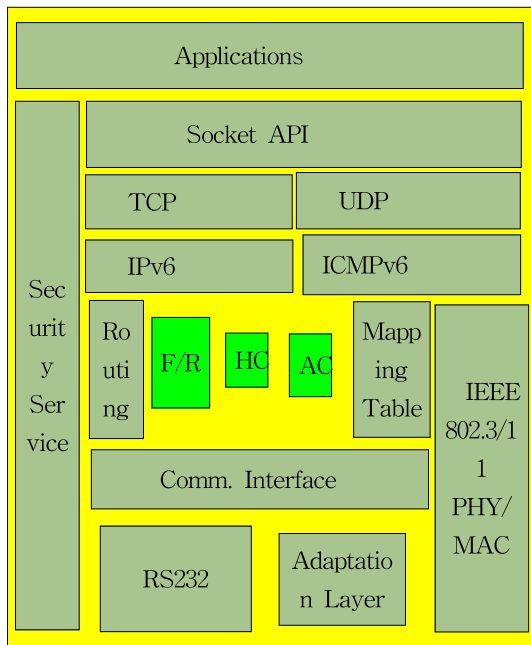 Applications
Socket API
TCP
UDP
IPv6
ICMPv6
Sec
urit
y
Ser
vice
Ro
uti
ng
F/R
HC
AC
Mapp
ing
Table
IEEE
802.3/1
1
PHY/
MAC
Comm. Interface
RS232
Adaptatio
n Layer